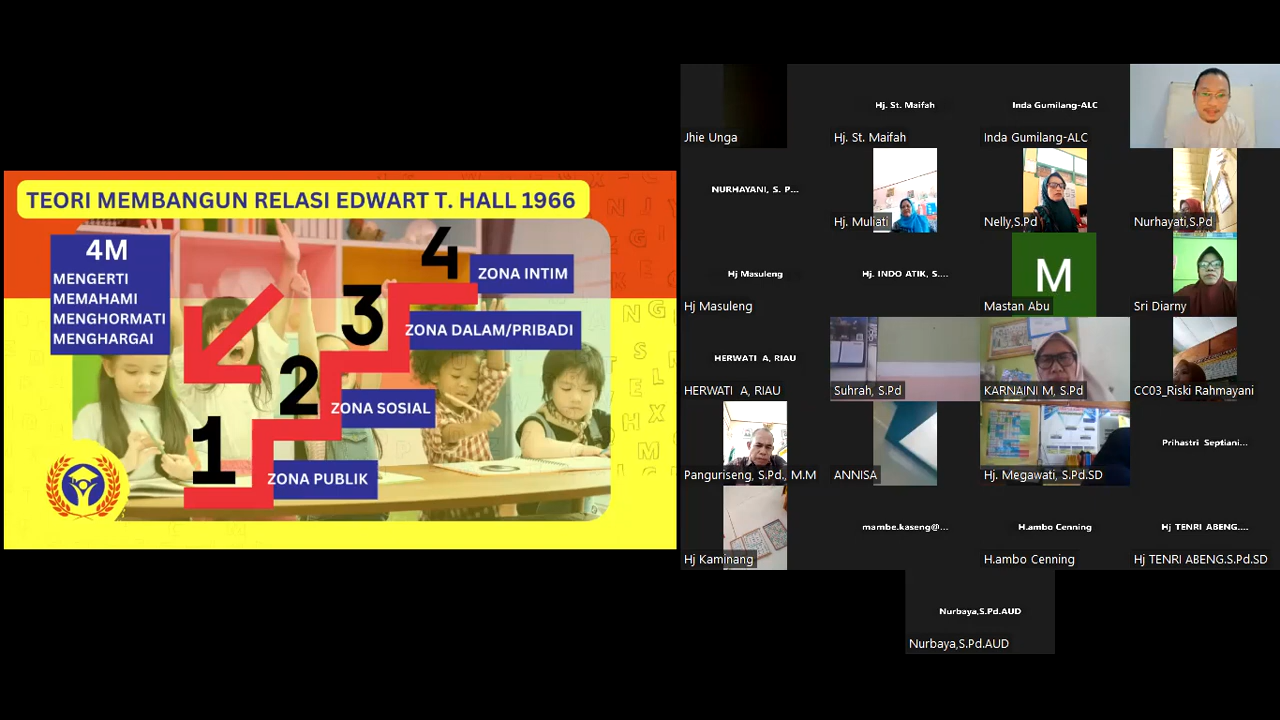 TEORI MEMBANGUN RELASI EDWART T. HALL 1966
4M
MENGERTI
MEMAHAMI
MENGHORMATI
MENGHARGAI
4
ZONA INTIM
3
ZONA DALAM/PRIBADI
2
ZONA SOSIAL
1
ZONA PUBLIK
Jhie Unga
Hj. St. Maifah
Hj. St. Maifah
Inda Gumilang-ALC
Inda Gumilang-ALC
NURHAYANI, S. P...
Hj. Muliati
Nelly,S.Pd
Nurhayati,S.Pd
Hj Masuleng
Hj Masuleng
Hj. INDO ATIK, S....
M
Mastan Abu
Sri Diarny
HERWATI A, RIAU
HERWATI A, RIAU
Suhrah, S.Pd
KARNAINI M, S.Pd
CC03_Riski Rahmayani
Panguriseng, S.Pd., M.M
ANNISA
Hj. Megawati, S.Pd.SD
Prihastri Septiani...
Hj Kaminang
mambe.kaseng@...
H.ambo Cenning
H.ambo Cenning
Hj TENRI ABENG....
Hj TENRI ABENG.S.Pd.SD
Nurbaya,S.Pd.AUD
Nurbaya,S.Pd.AUD